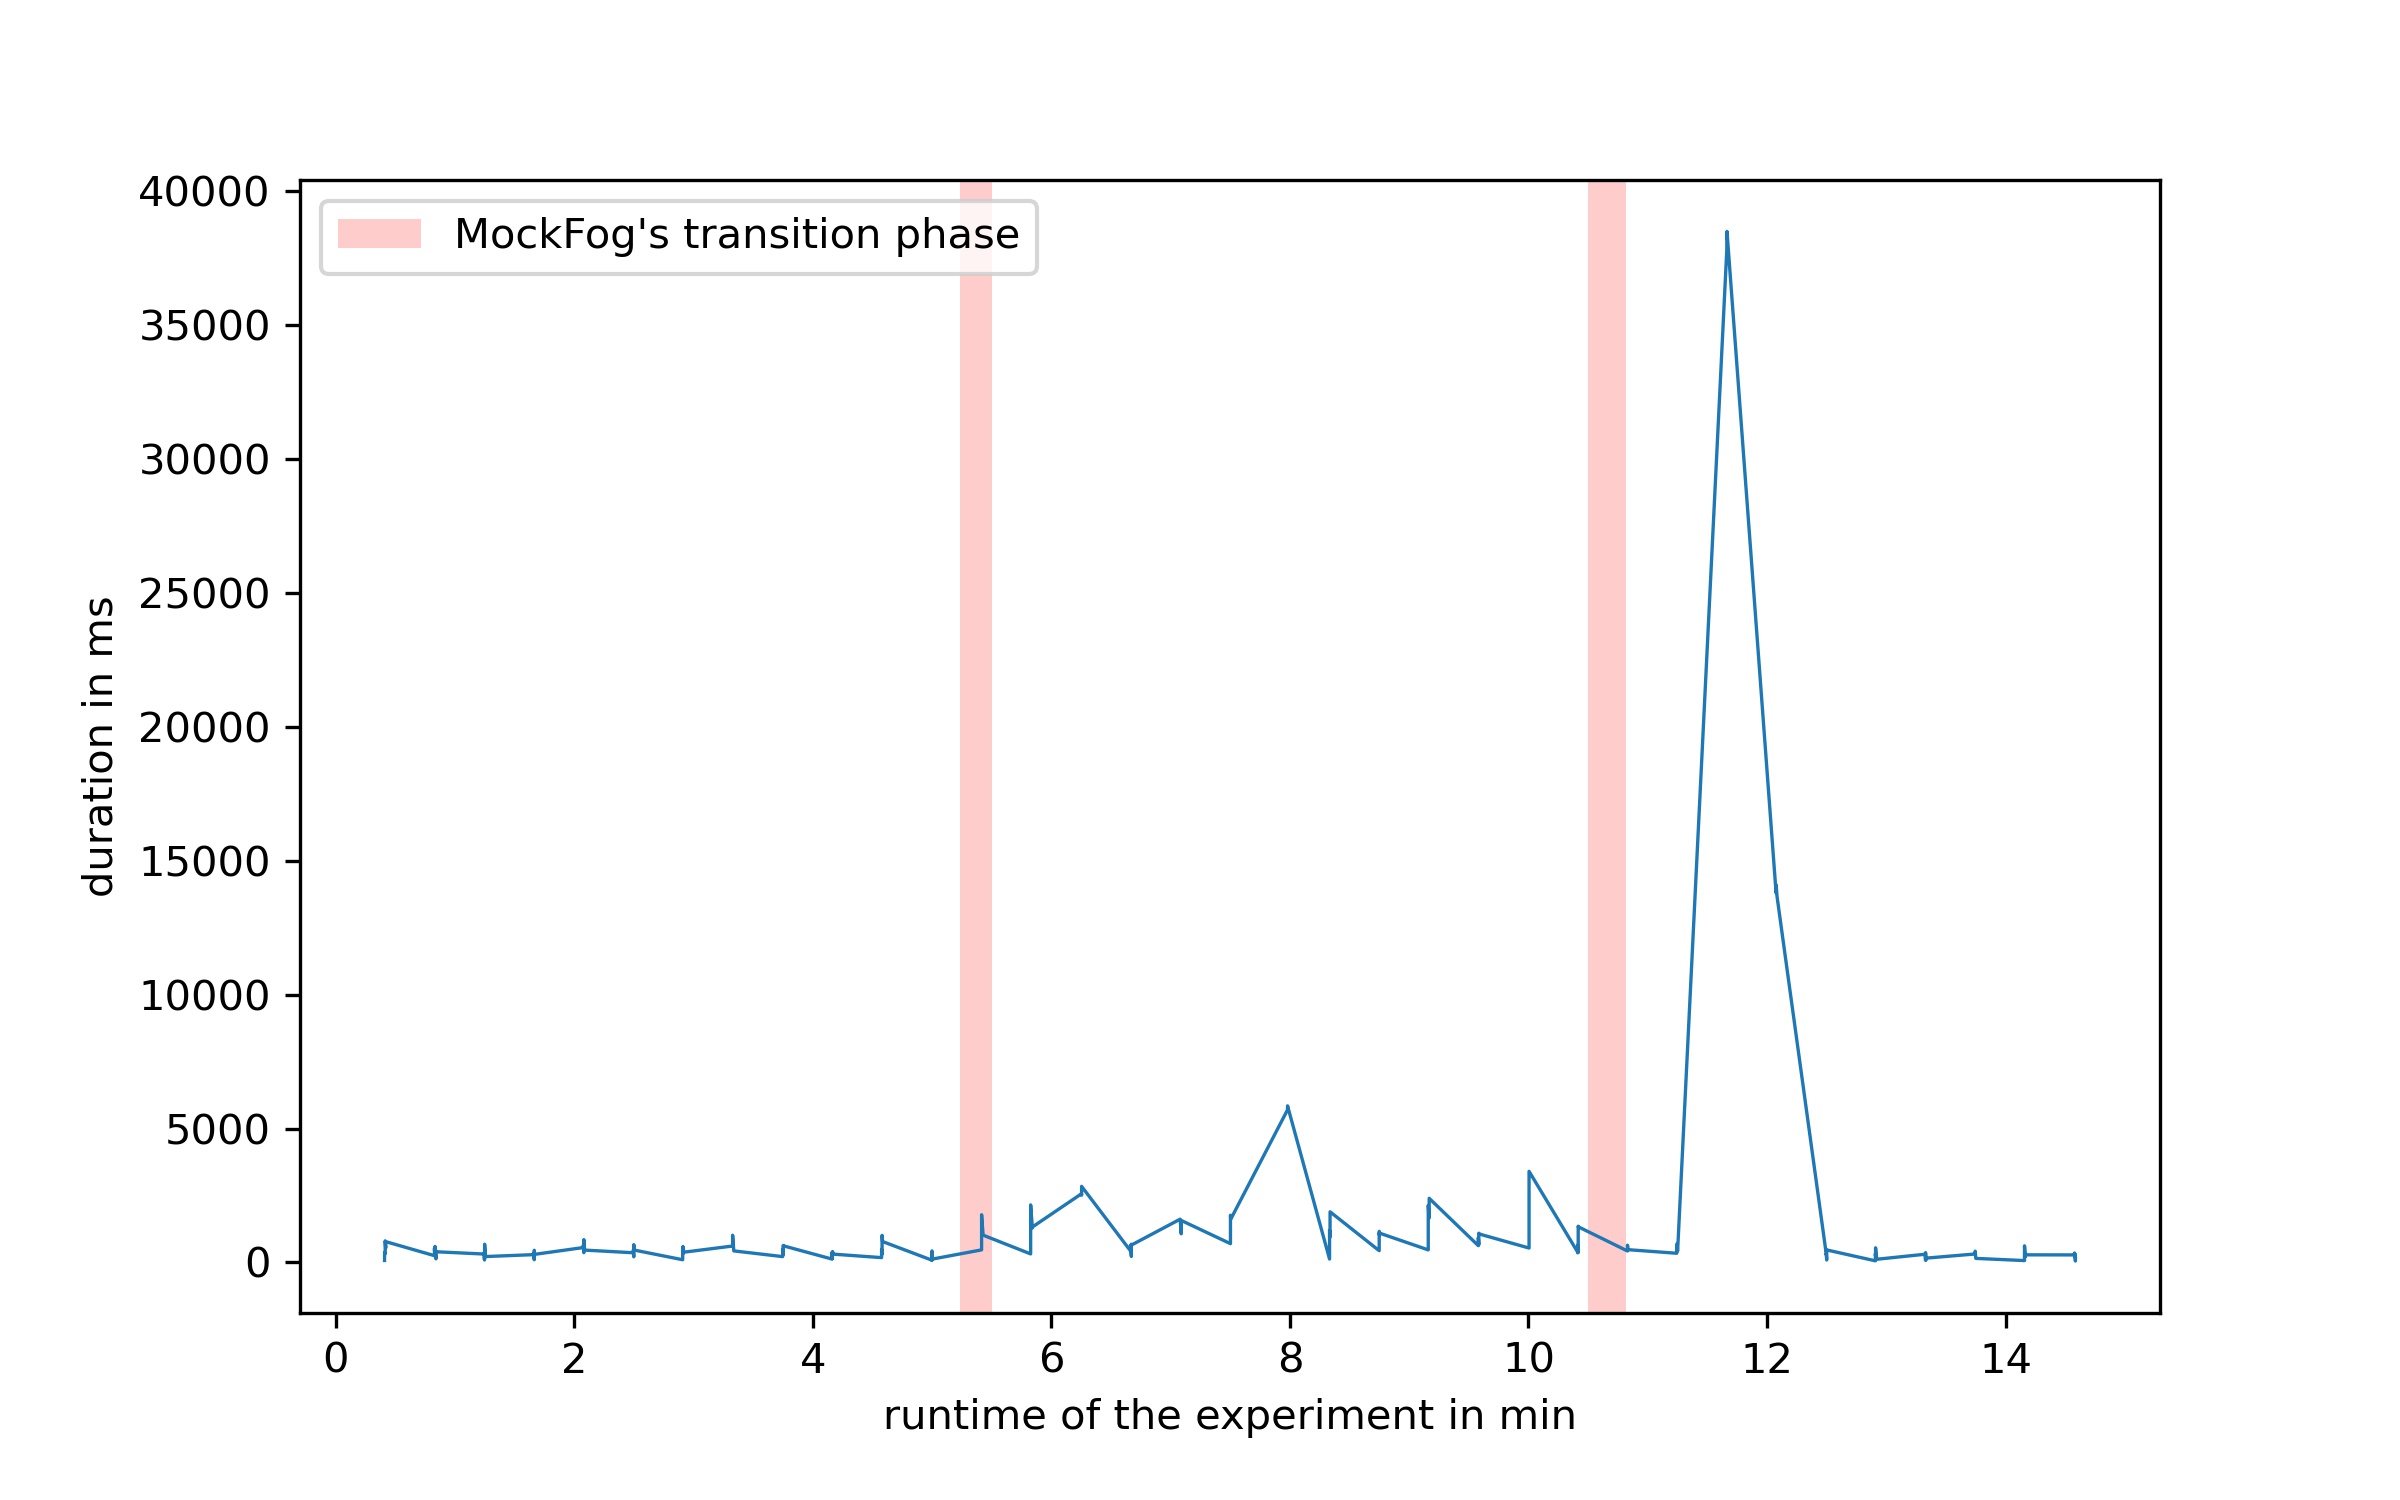 40000
MockFog's transition phase
35000
30000
25000
20000
15000
10000
5000
0
duration in ms
0 2 4 6 8 10 12 14
runtime of the experiment in min